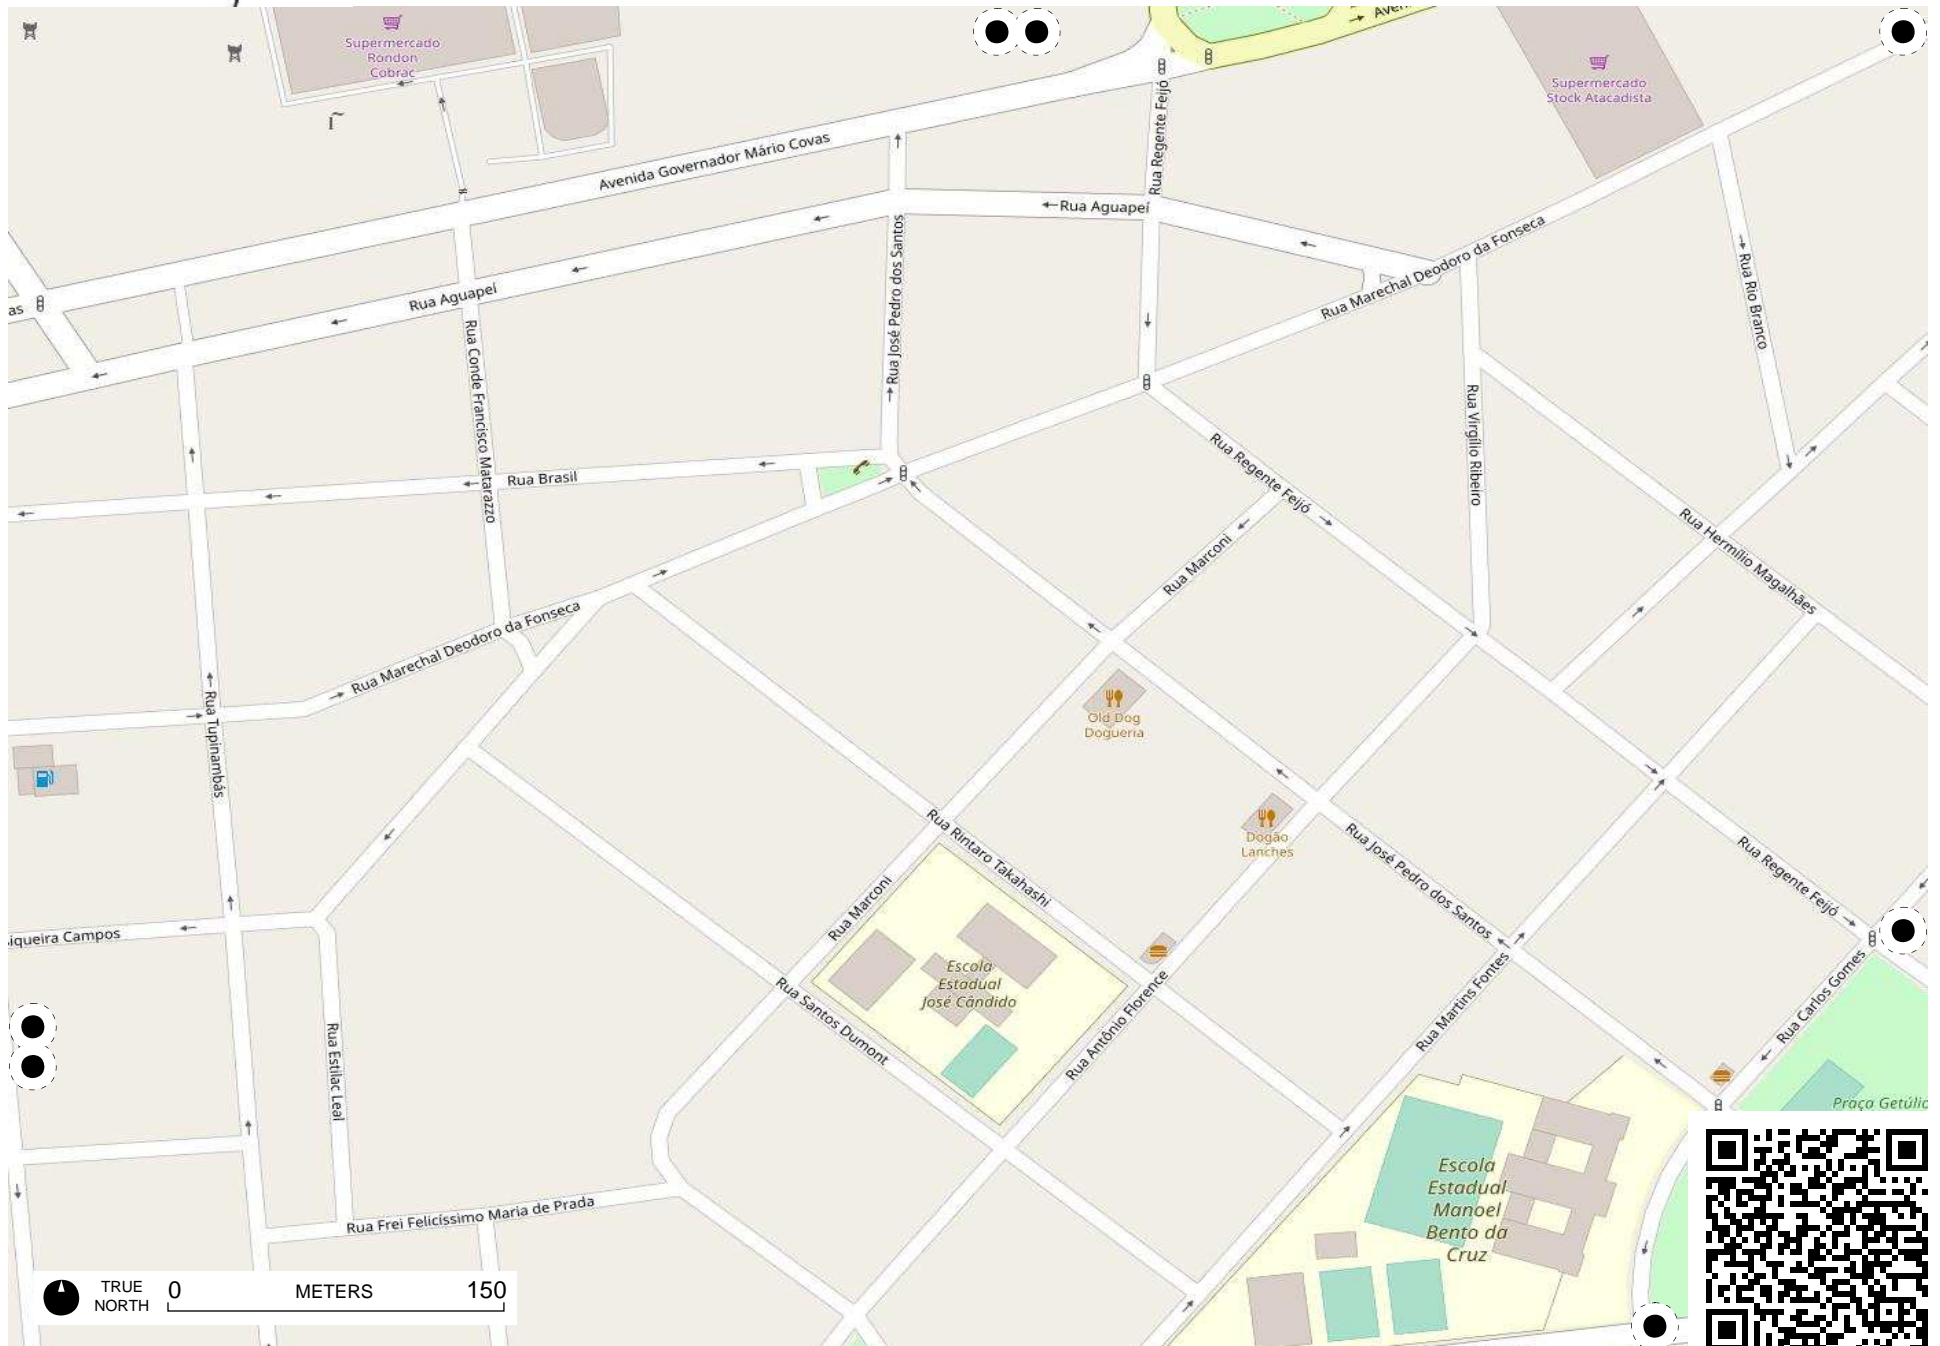 Supermercado
Rondon
Cobrac
Supermercado
Stock Atacadista
Rua Regente Feijó
Avenida Governador Mário Covas
Rua Aguapeí
Rua José Pedro dos Santos
Rua Marechal Deodoro da Fonseca
Rua Rio Branco
as
Rua Aguapeí
Rua Conde Francisco Matarazzo
Rua Virgílio Ribeiro
Rua Brasil
Rua Regente Feijó
Rua Hermílio Magalhães
Rua Marconi
Rua Marechal Deodoro da Fonseca
Rua Tupinambás
Old Dog
Dogueria
Dogão
Lanches
Rua Rintaro Takahashi
Rua José Pedro dos Santos
Rua Regente Feijó
Rua Marconi
iqueira Campos
Escola
Estadual
José Cândido
Rua Santos Dumont
Rua Antônio Florence
Rua Martins Fontes
Rua Carlos Gomes
Rua Estilac Leal
Praça Getúlio
Escola
Estadual
Manoel
Bento da
Cruz
Rua Frei Felicíssimo Maria de Prada
TRUE
NORTH
0 METERS 150